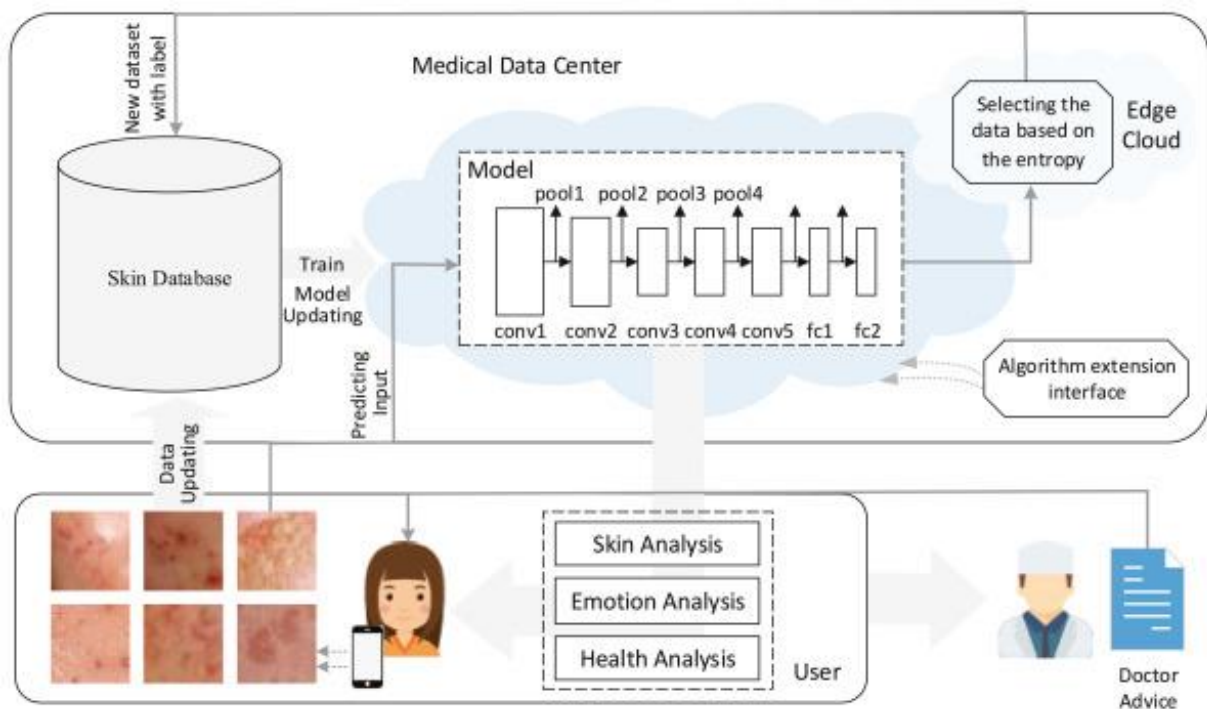 New dataset
with label
Medical Data Center
Selecting the
data based on
the entropy
Edge
Cloud
Model
pool1 pool2 pool3 pool4
Skin Database
Train
Model
Updating
conv1 conv2 conv3 conv4 conv5 fc1 fc2
Predicting
Input
Algorithm extension
interface
Data
Updating
Skin Analysis
Emotion Analysis
Health Analysis
User
Doctor
Advice